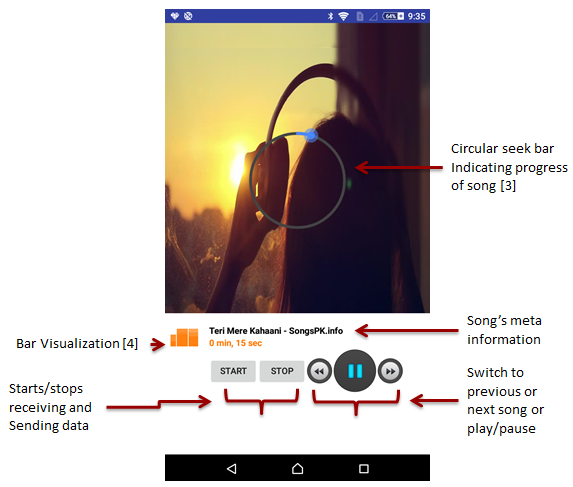 64%
9:35
Circular seek bar
Indicating progress
of song [3]
Teri Mere Kahaani - SongsPK.info
0 min, 15 sec
Song's meta
information
Bar Visualization [4]
START
STOP
Starts/stops
receiving and
Sending data
Switch to
previous or
next song or
play/pause